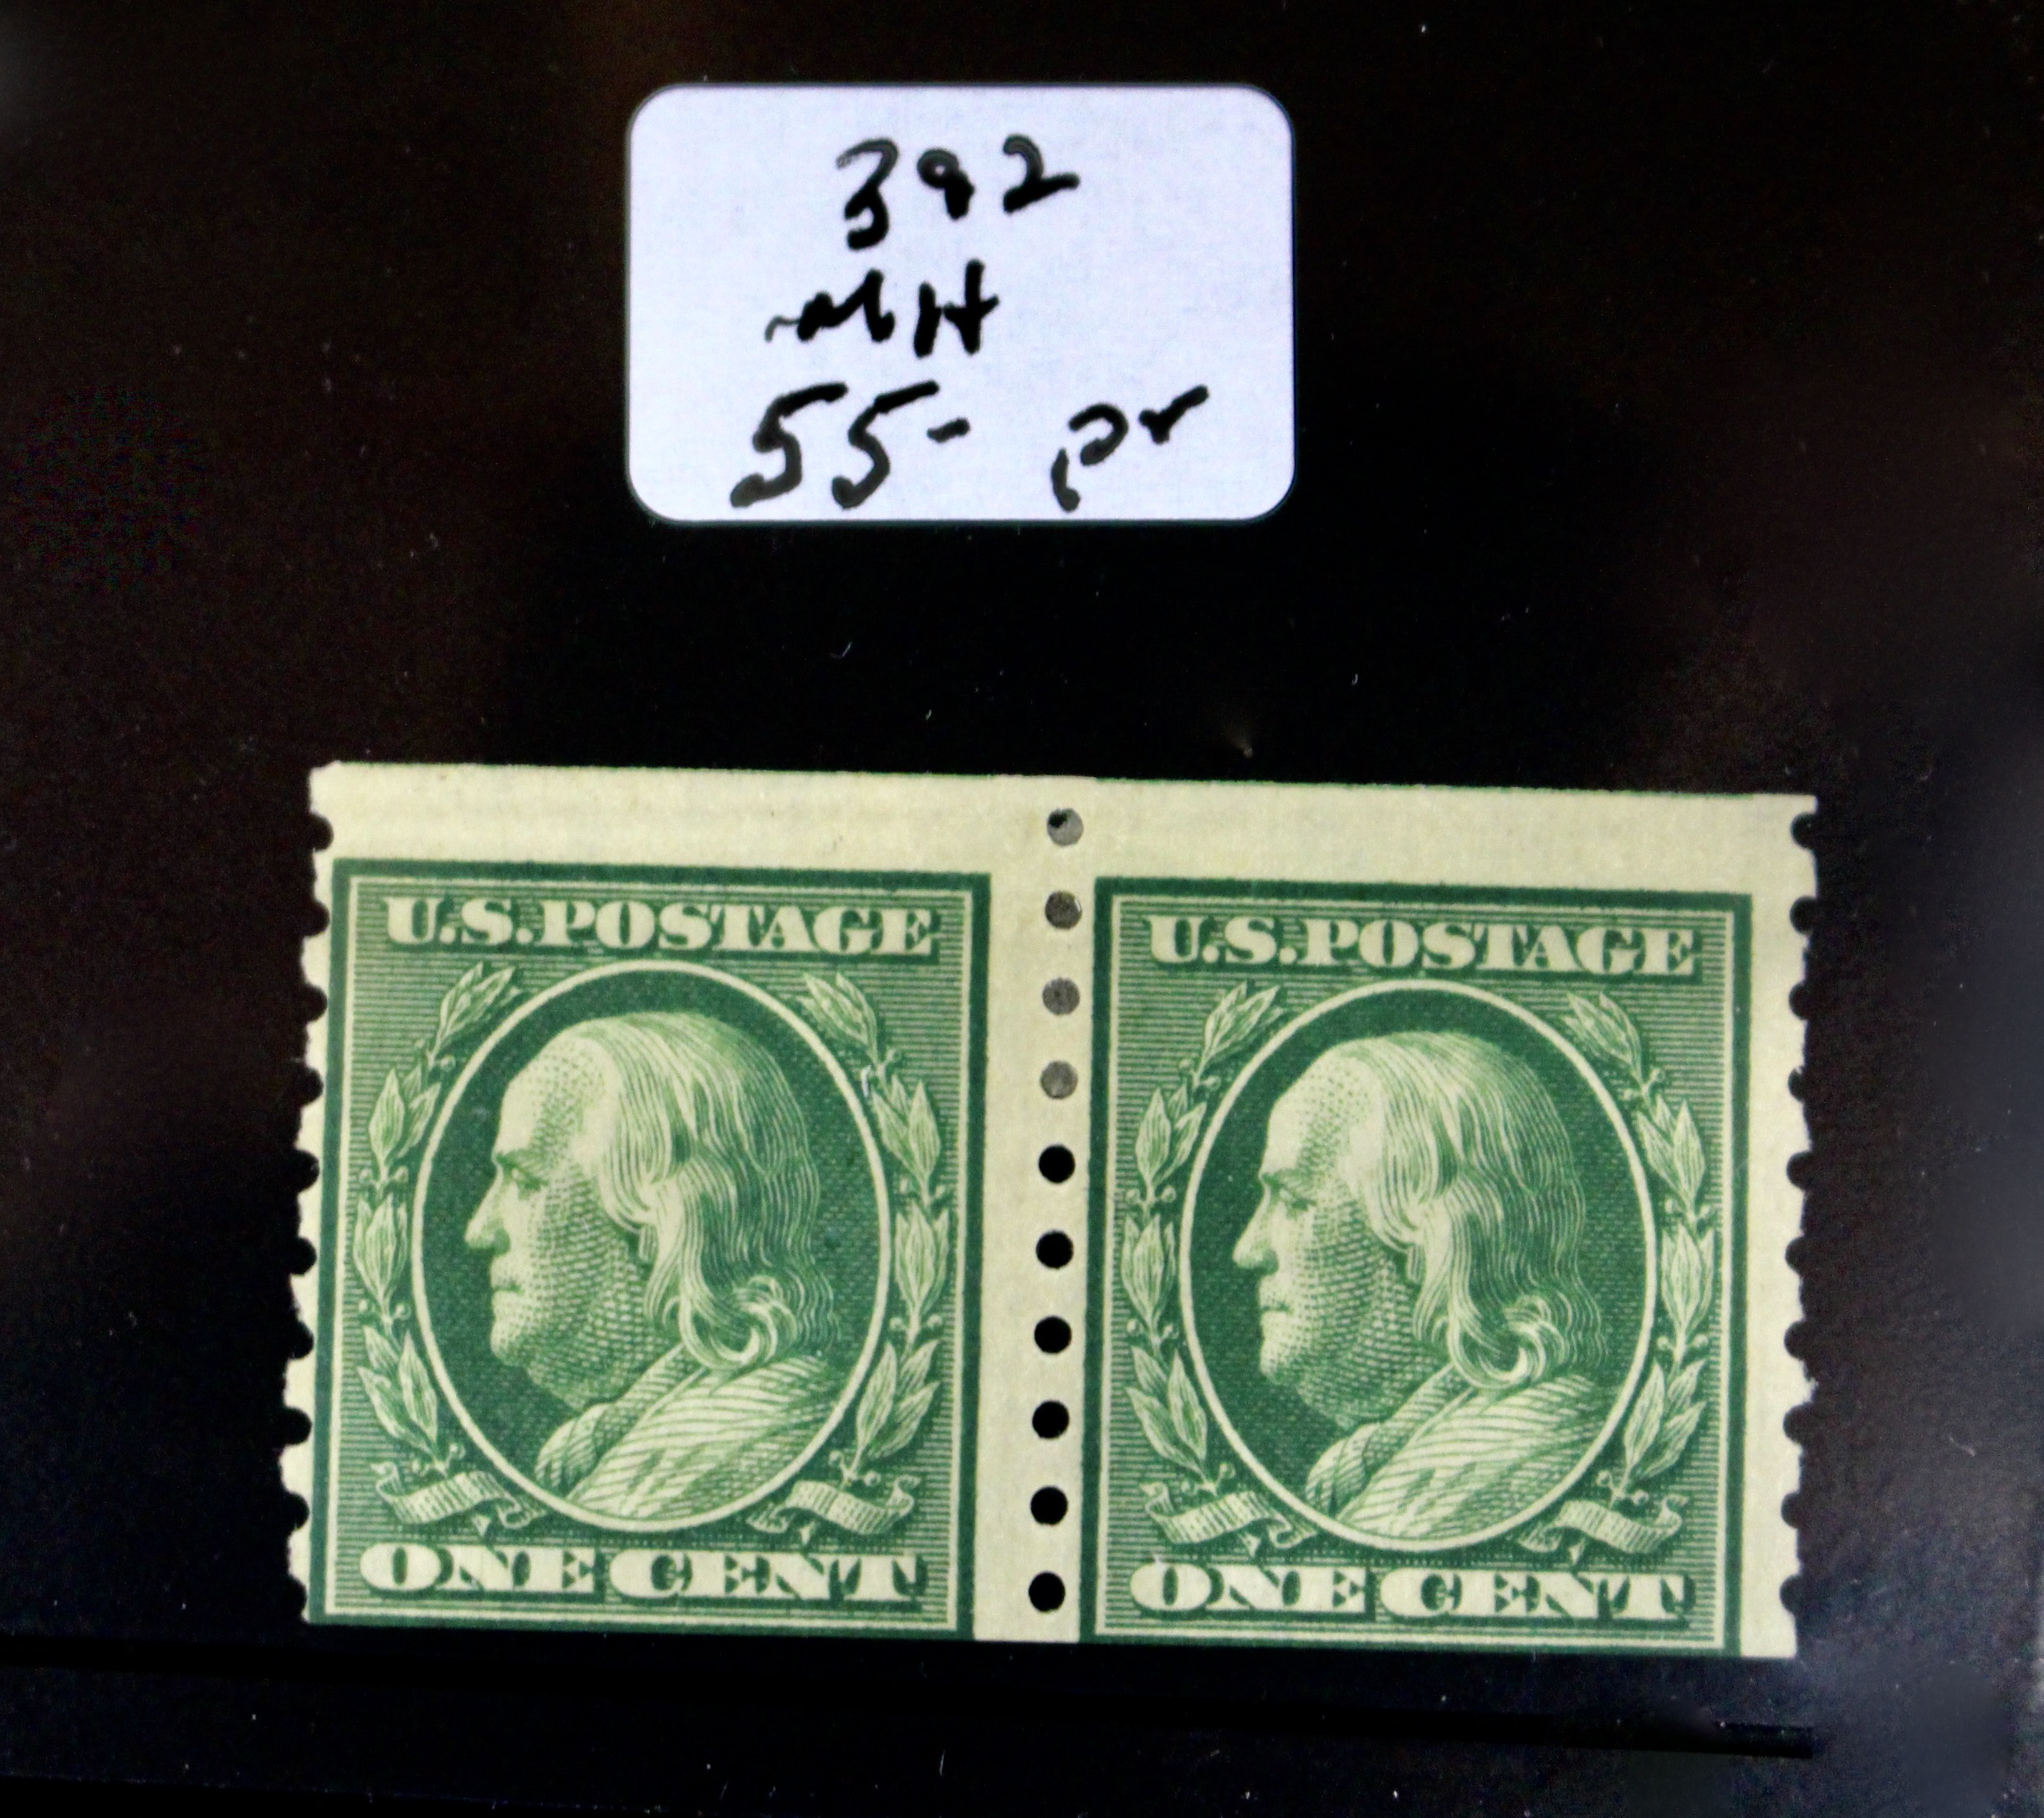 392
MH
55- pr
U.S. POSTAGE
ONE CENT
U.S. POSTAGE
ONE CENT